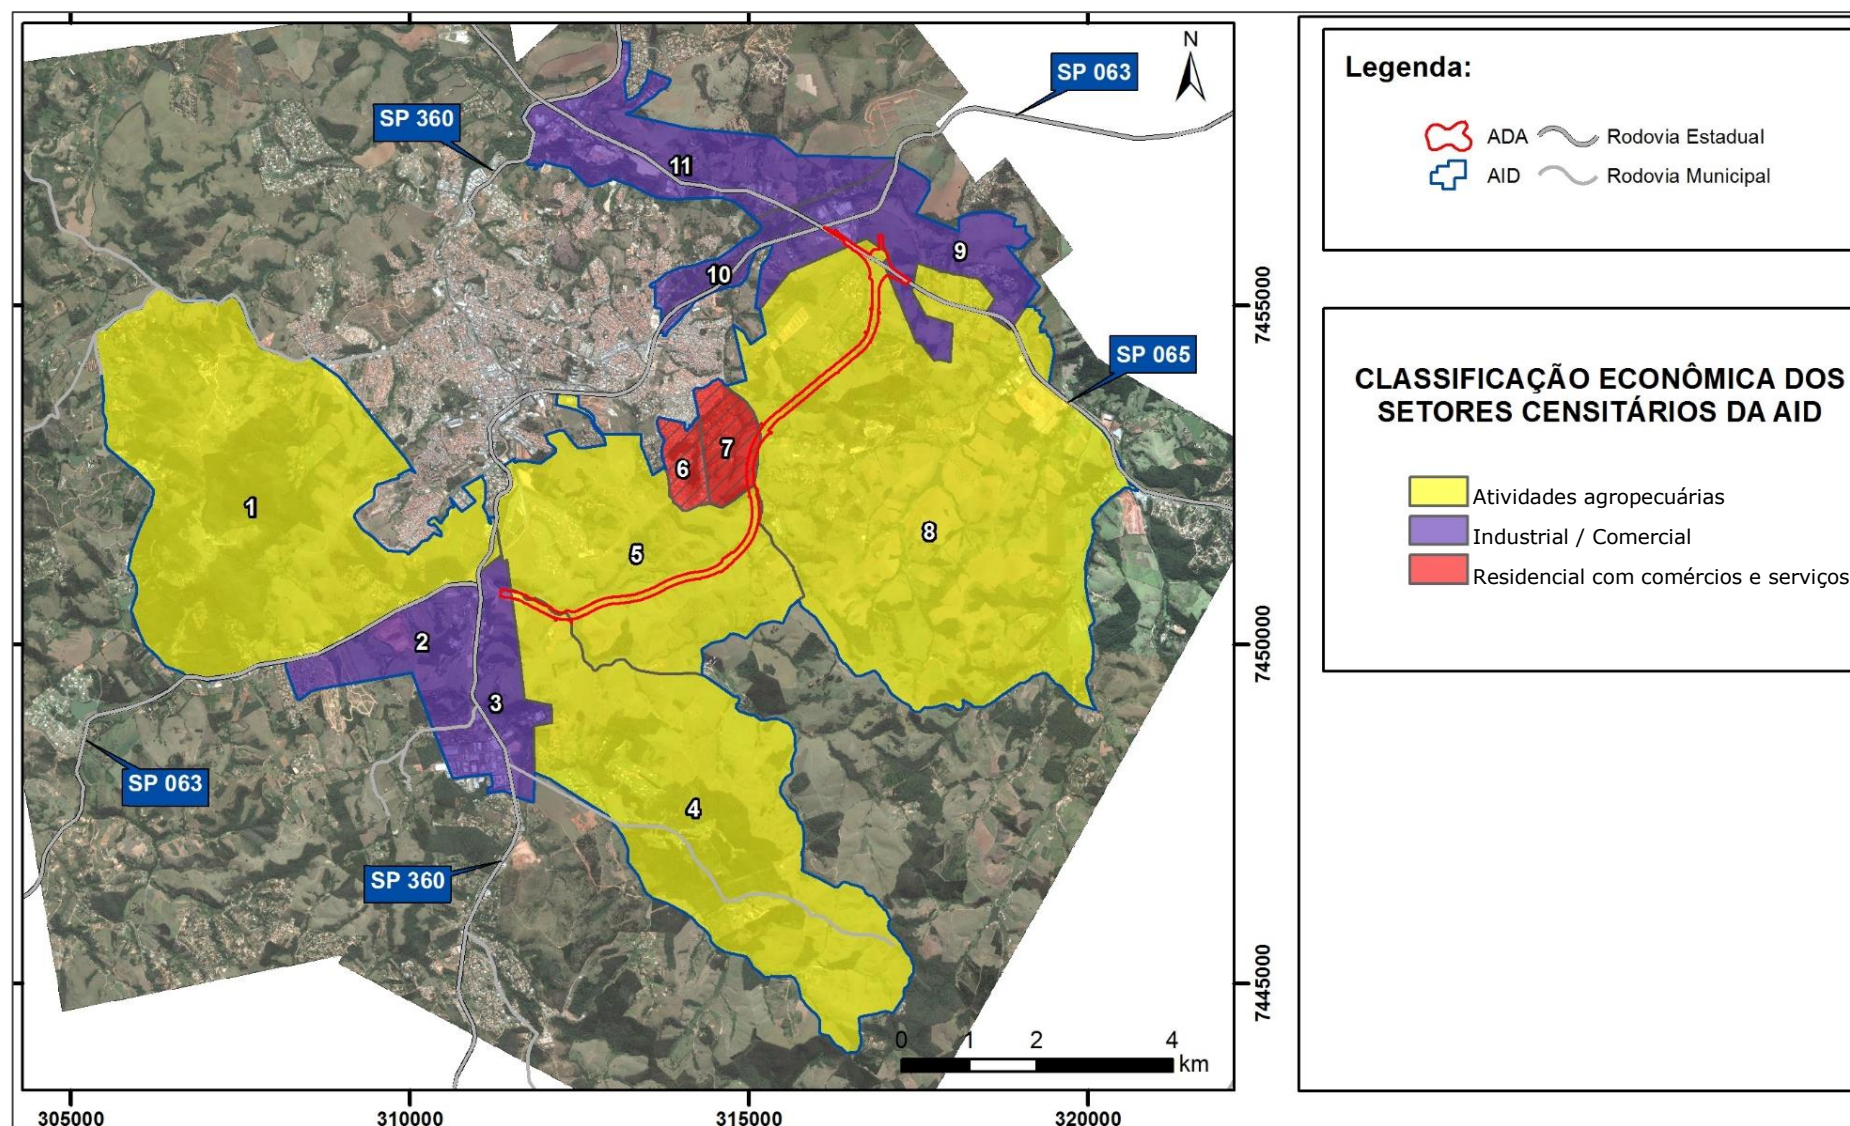 N
SP 063
SP 360
11
9
10
SP 065
7
6
1
8
5
2
3
SP 063
4
SP 360
0 1 2 4
km
7455000
7450000
7445000
305000 310000 315000 320000
Legenda:
ADA Rodovia Estadual
AID Rodovia Municipal
CLASSIFICAÇÃO ECONÔMICA DOS
SETORES CENSITÁRIOS DA AID
Atividades agropecuárias
Industrial / Comercial
Residencial com comércios e serviços